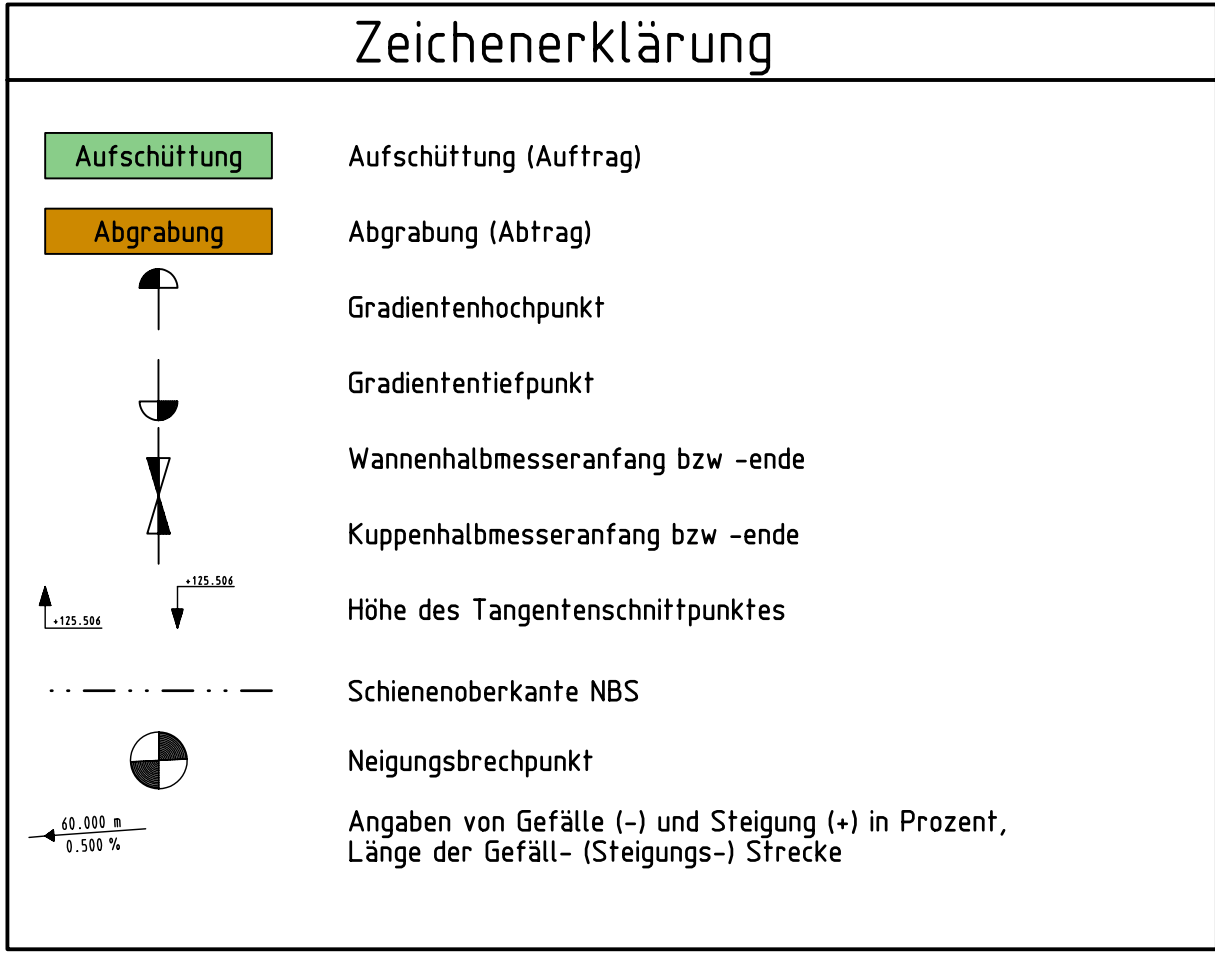 Zeichenerklärung
Aufschüttung Aufschüttung (Auftrag)
Abgrabung Abgrabung (Abtrag)
Gradientenhochpunkt
Gradiententiefpunkt
Wannenhalbmesseranfang bzw -ende
Kuppenhalbmesseranfang bzw -ende
+125.506
+125.506
Höhe des Tangentenschnittpunktes
Schienenoberkante NBS
Neigungsbrechpunkt
60.000 m
0.500 %
Angaben von Gefälle (-) und Steigung (+) in Prozent,
Länge der Gefäll- (Steigungs-) Strecke